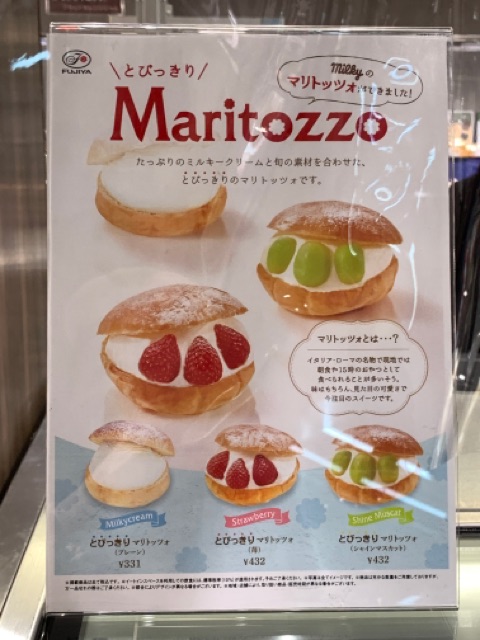 FUJIYA
とびっきり
Milkyの
マリトッツォができました!
Maritozzo
たっぷりのミルキークリームと旬の素材を合わせた、
とびっきりのマリトッツォです。
マリトッツォとは・・・?
イタリア・ローマの名物で現地では
朝食や15時のおやつとして
食べられることが多いそう。
味はもちろん、見た目の可愛さで
今注目のスイーツです。
Milkycream
とびっきりマリトッツォ
(プレーン)
¥331
Strawberry
とびっきりマリトッツォ
(苺)
¥432
Shine Muscat
とびっきりマリトッツォ
(シャインマスカット)
¥432